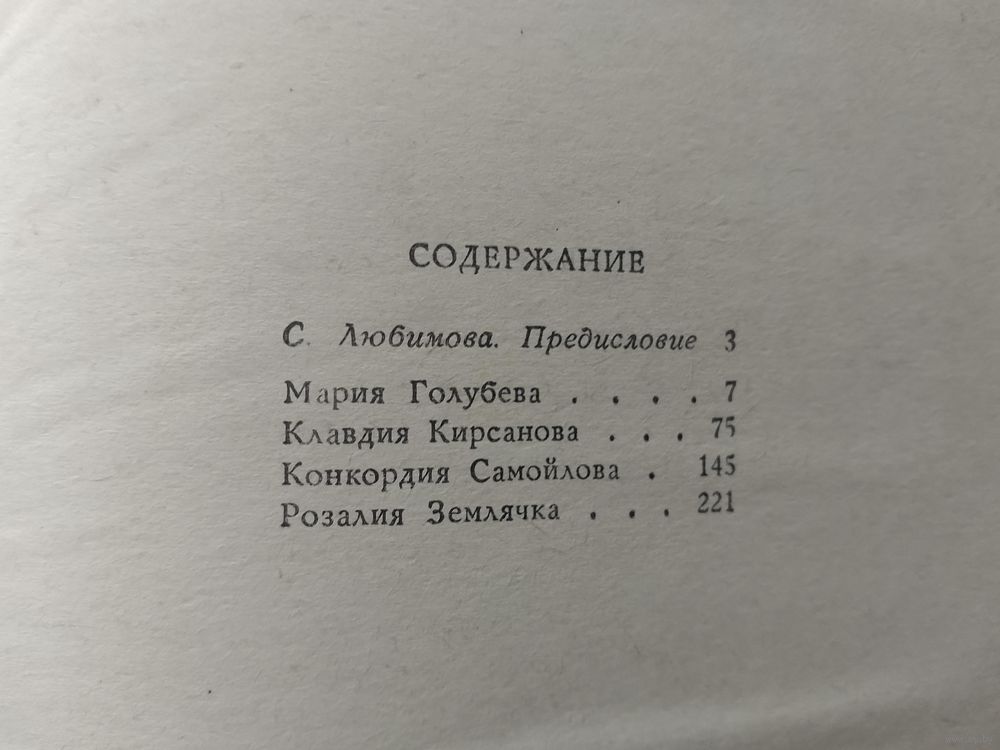 СОДЕРЖАНИЕ
С. Любимова. Предисловие 3
Мария Голубева . . . . 7
Клавдия Кирсанова . . . 75
Конкордия Самойлова . 145
Розалия Землячка . . . 221